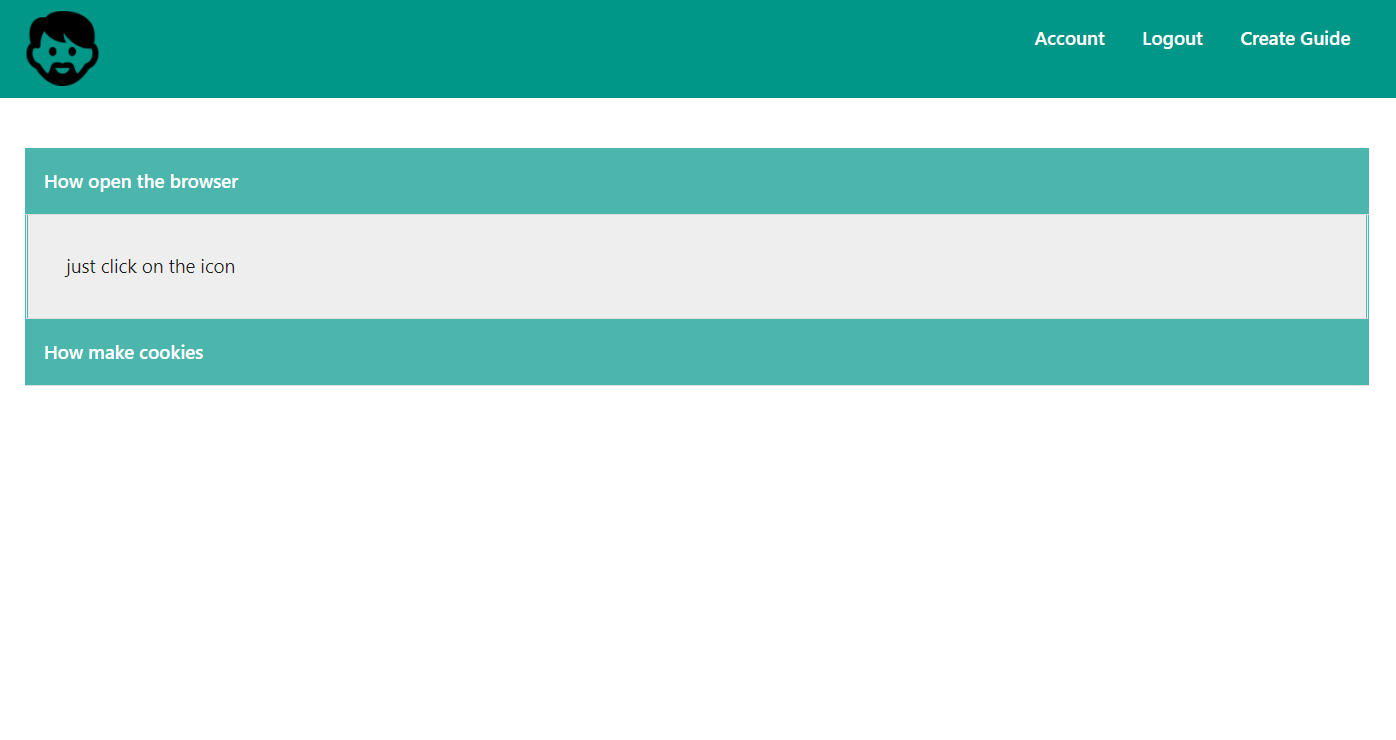 Account Logout Create Guide
How open the browser
just click on the icon
How make cookies